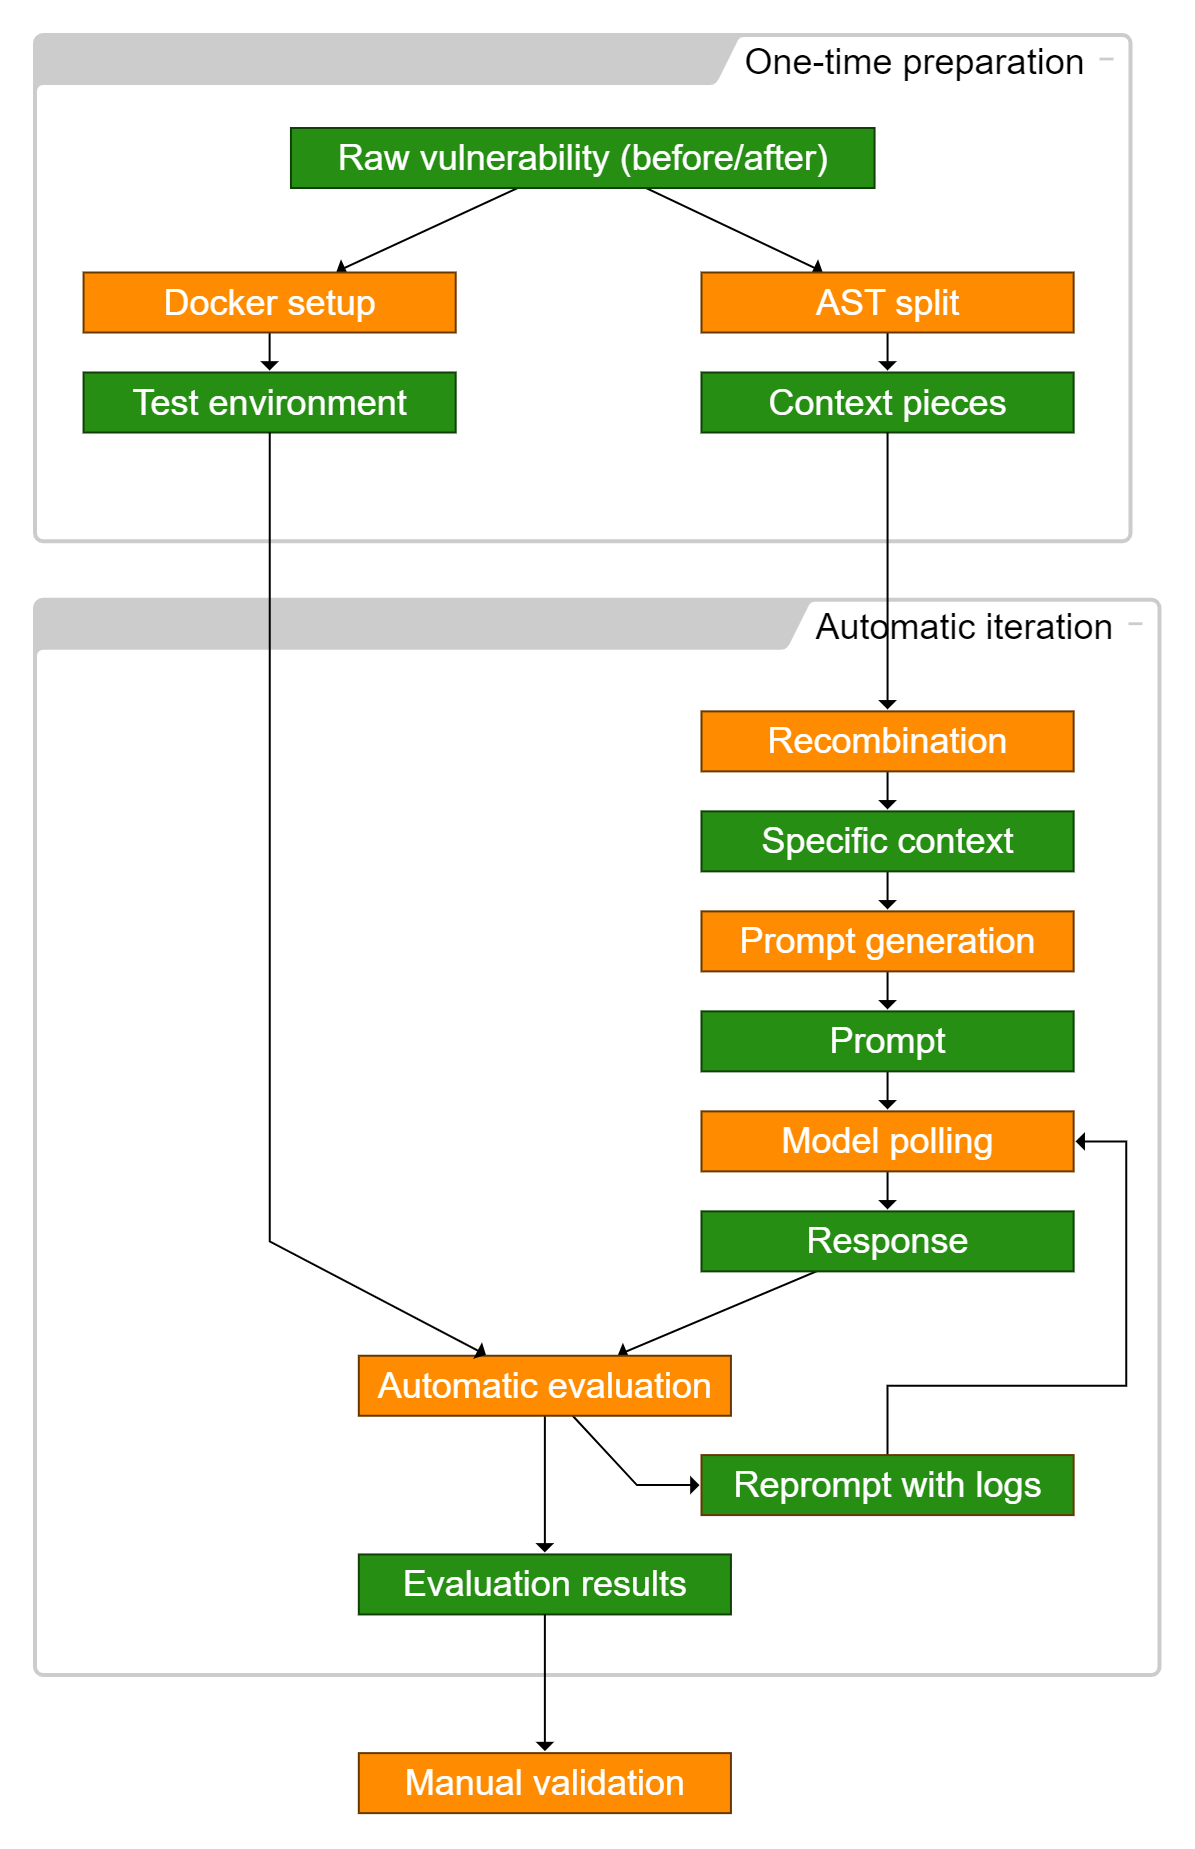 One-time preparation
Raw vulnerability (before/after)
Docker setup
AST split
Test environment
Context pieces
Automatic iteration
Recombination
Specific context
Prompt generation
Prompt
Model polling
Response
Automatic evaluation
Reprompt with logs
Evaluation results
Manual validation